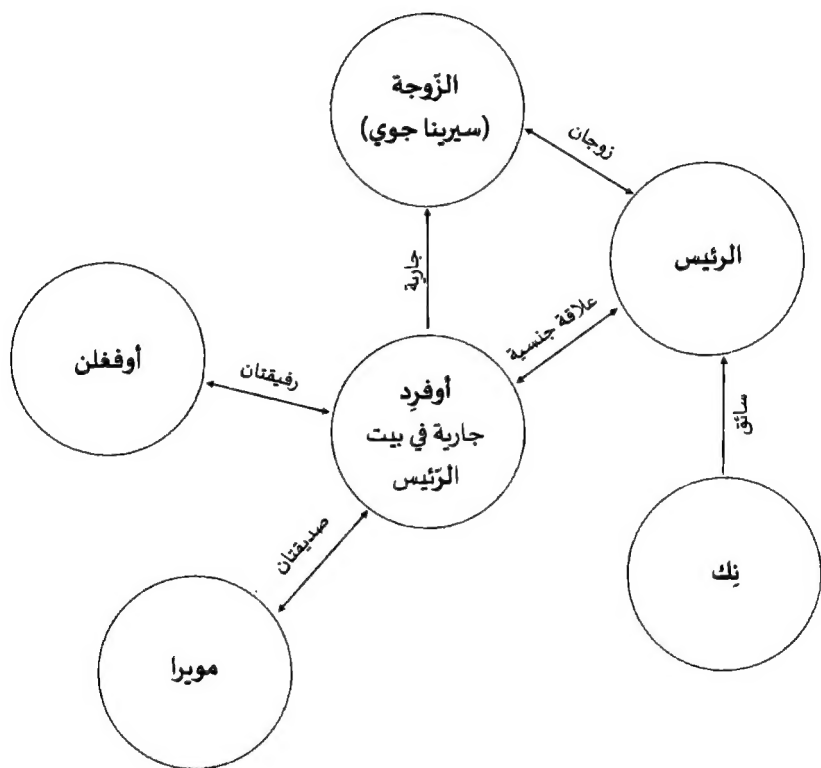 الزّوجة
(سيرينا جوي)
زوجان
الرئيس
جارية
علاقة جنسية
أوفغلن
رفيقتان
أوفرِد
جارية في بيت
الرّئيس
سائق
صديقتان
نِك
مويرا